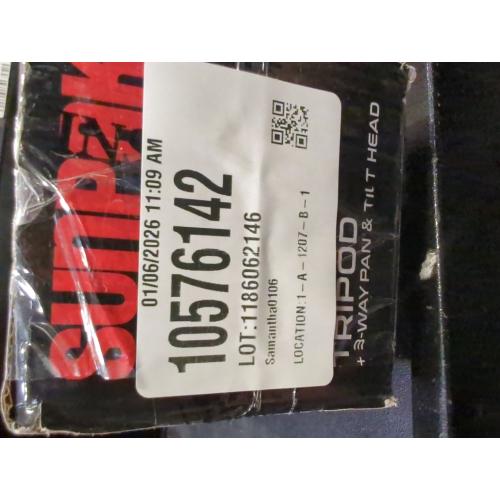 SUNPAK
01/06/2026 11:09 AM
10576142
LOT:1186062146
Samantha0106
LOCATION:1-A-1207-B-1
TRIPOD
+ 3-WAY PAN & TILT HEAD